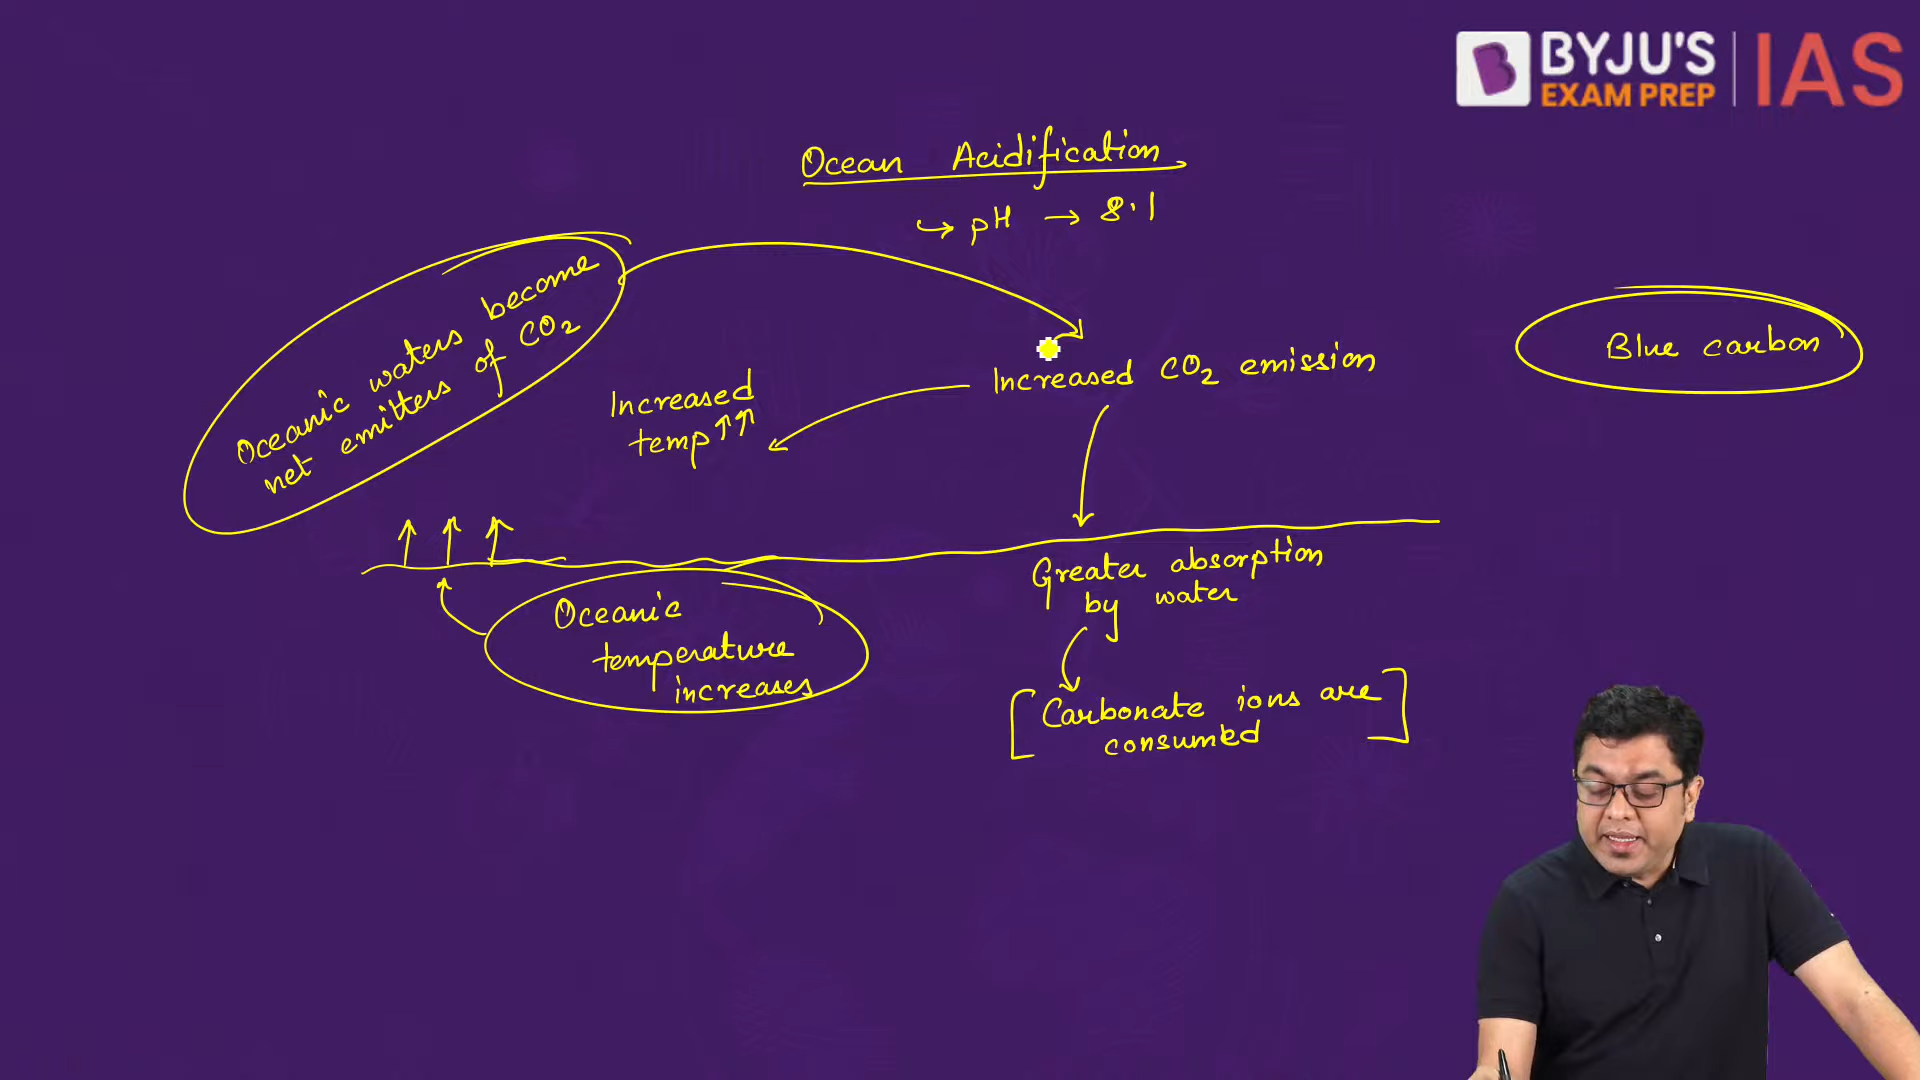 BYJU'S
EXAM PREP
IAS
Ocean Acidification
pH → 8.1
Oceanic waters become
net emitters of CO2
Increased CO2 emission
Blue carbon
Increased
temp ↑↑
Greater absorption
by water
Oceanic
temperature
increases
[Carbonate ions are
consumed]